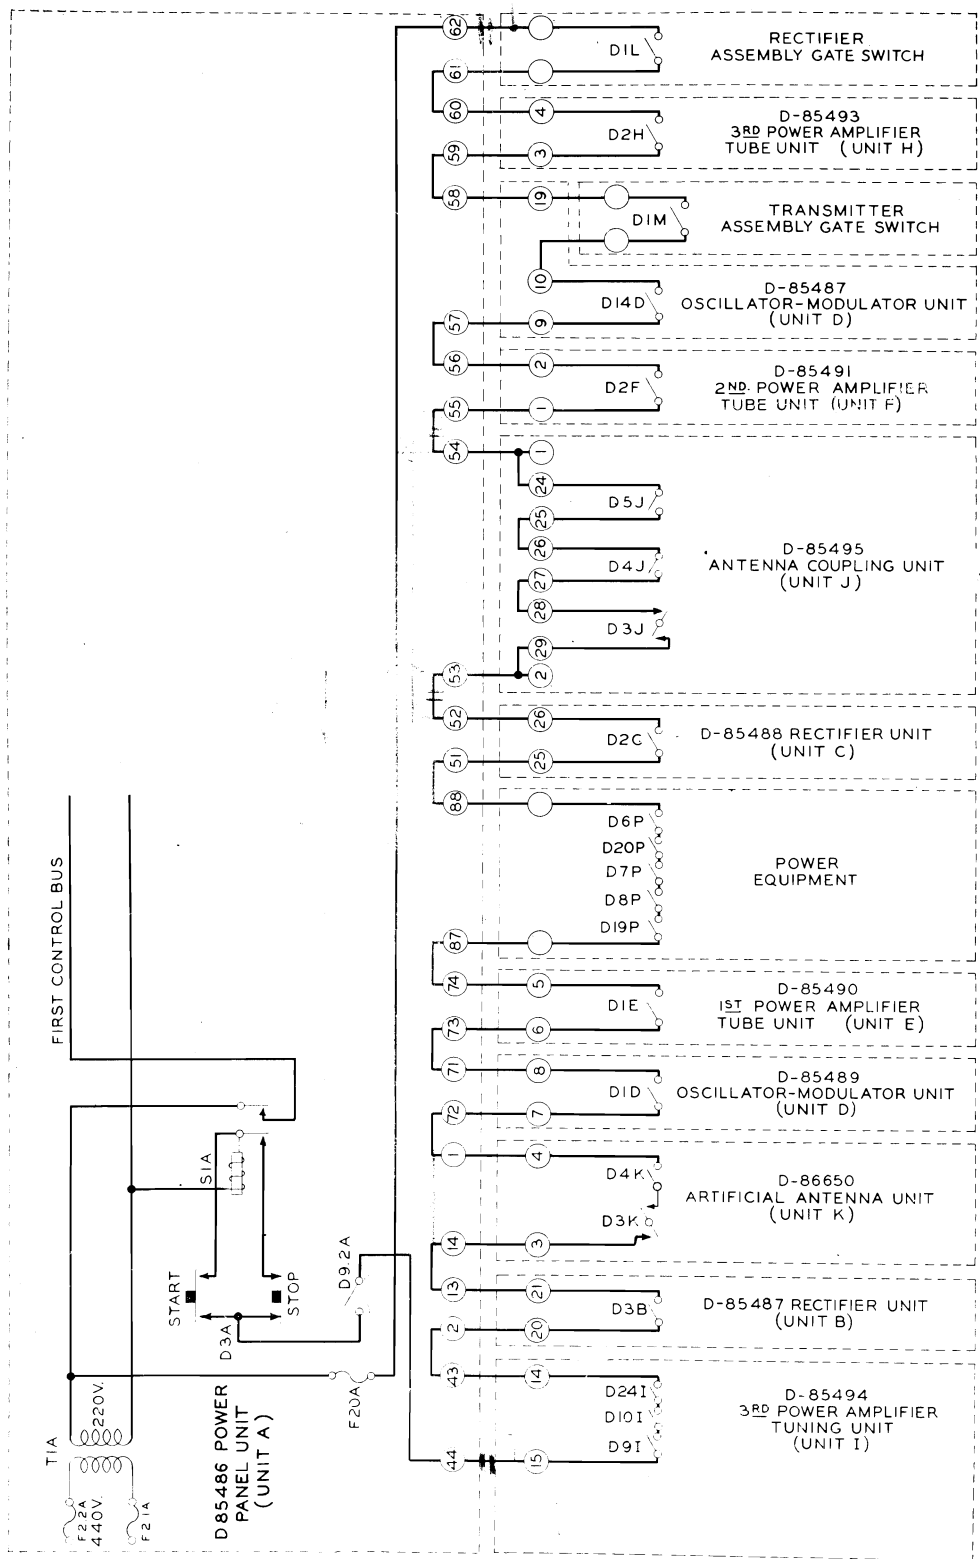 62
D1L
RECTIFIER
ASSEMBLY GATE SWITCH
61
60
4
D2H
D-85493
3RD POWER AMPLIFIER
TUBE UNIT (UNIT H)
59
3
58
19
D1M
TRANSMITTER
ASSEMBLY GATE SWITCH
10
D14D
D-85487
OSCILLATOR-MODULATOR UNIT
(UNIT D)
57
9
56
2
D2F
D-85491
2ND. POWER AMPLIFIER
TUBE UNIT (UNIT F)
55
1
54
1
24
D5J
25
26
D4J
27
D-85495
ANTENNA COUPLING UNIT
(UNIT J)
28
D3J
29
53
2
52
26
D2C
D-85488 RECTIFIER UNIT
(UNIT C)
51
25
88
D6P
D20P
D7P
D8P
D19P
POWER
EQUIPMENT
87
74
5
D1E
D-85490
1ST POWER AMPLIFIER
TUBE UNIT (UNIT E)
73
6
71
8
D1D
D-85489
OSCILLATOR-MODULATOR UNIT
(UNIT D)
72
7
1
4
D4K
D3K
D-86650
ARTIFICIAL ANTENNA UNIT
(UNIT K)
14
3
13
21
D3B
D-85487 RECTIFIER UNIT
(UNIT B)
2
20
43
14
D24I
D10I
D9I
D-85494
3RD POWER AMPLIFIER
TUNING UNIT
(UNIT I)
44
15
FIRST CONTROL BUS
S1A
START
STOP
D3A
D9.2A
F20A
T1A
220V.
F2.2A
440V.
F2.1A
D85486 POWER
PANEL UNIT
(UNIT A)